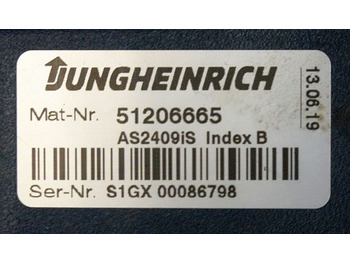 JUNGHEINRICH
13.06.19
Mat-Nr. 51206665
AS2409iS Index B
Ser-Nr. S1GX 00086798